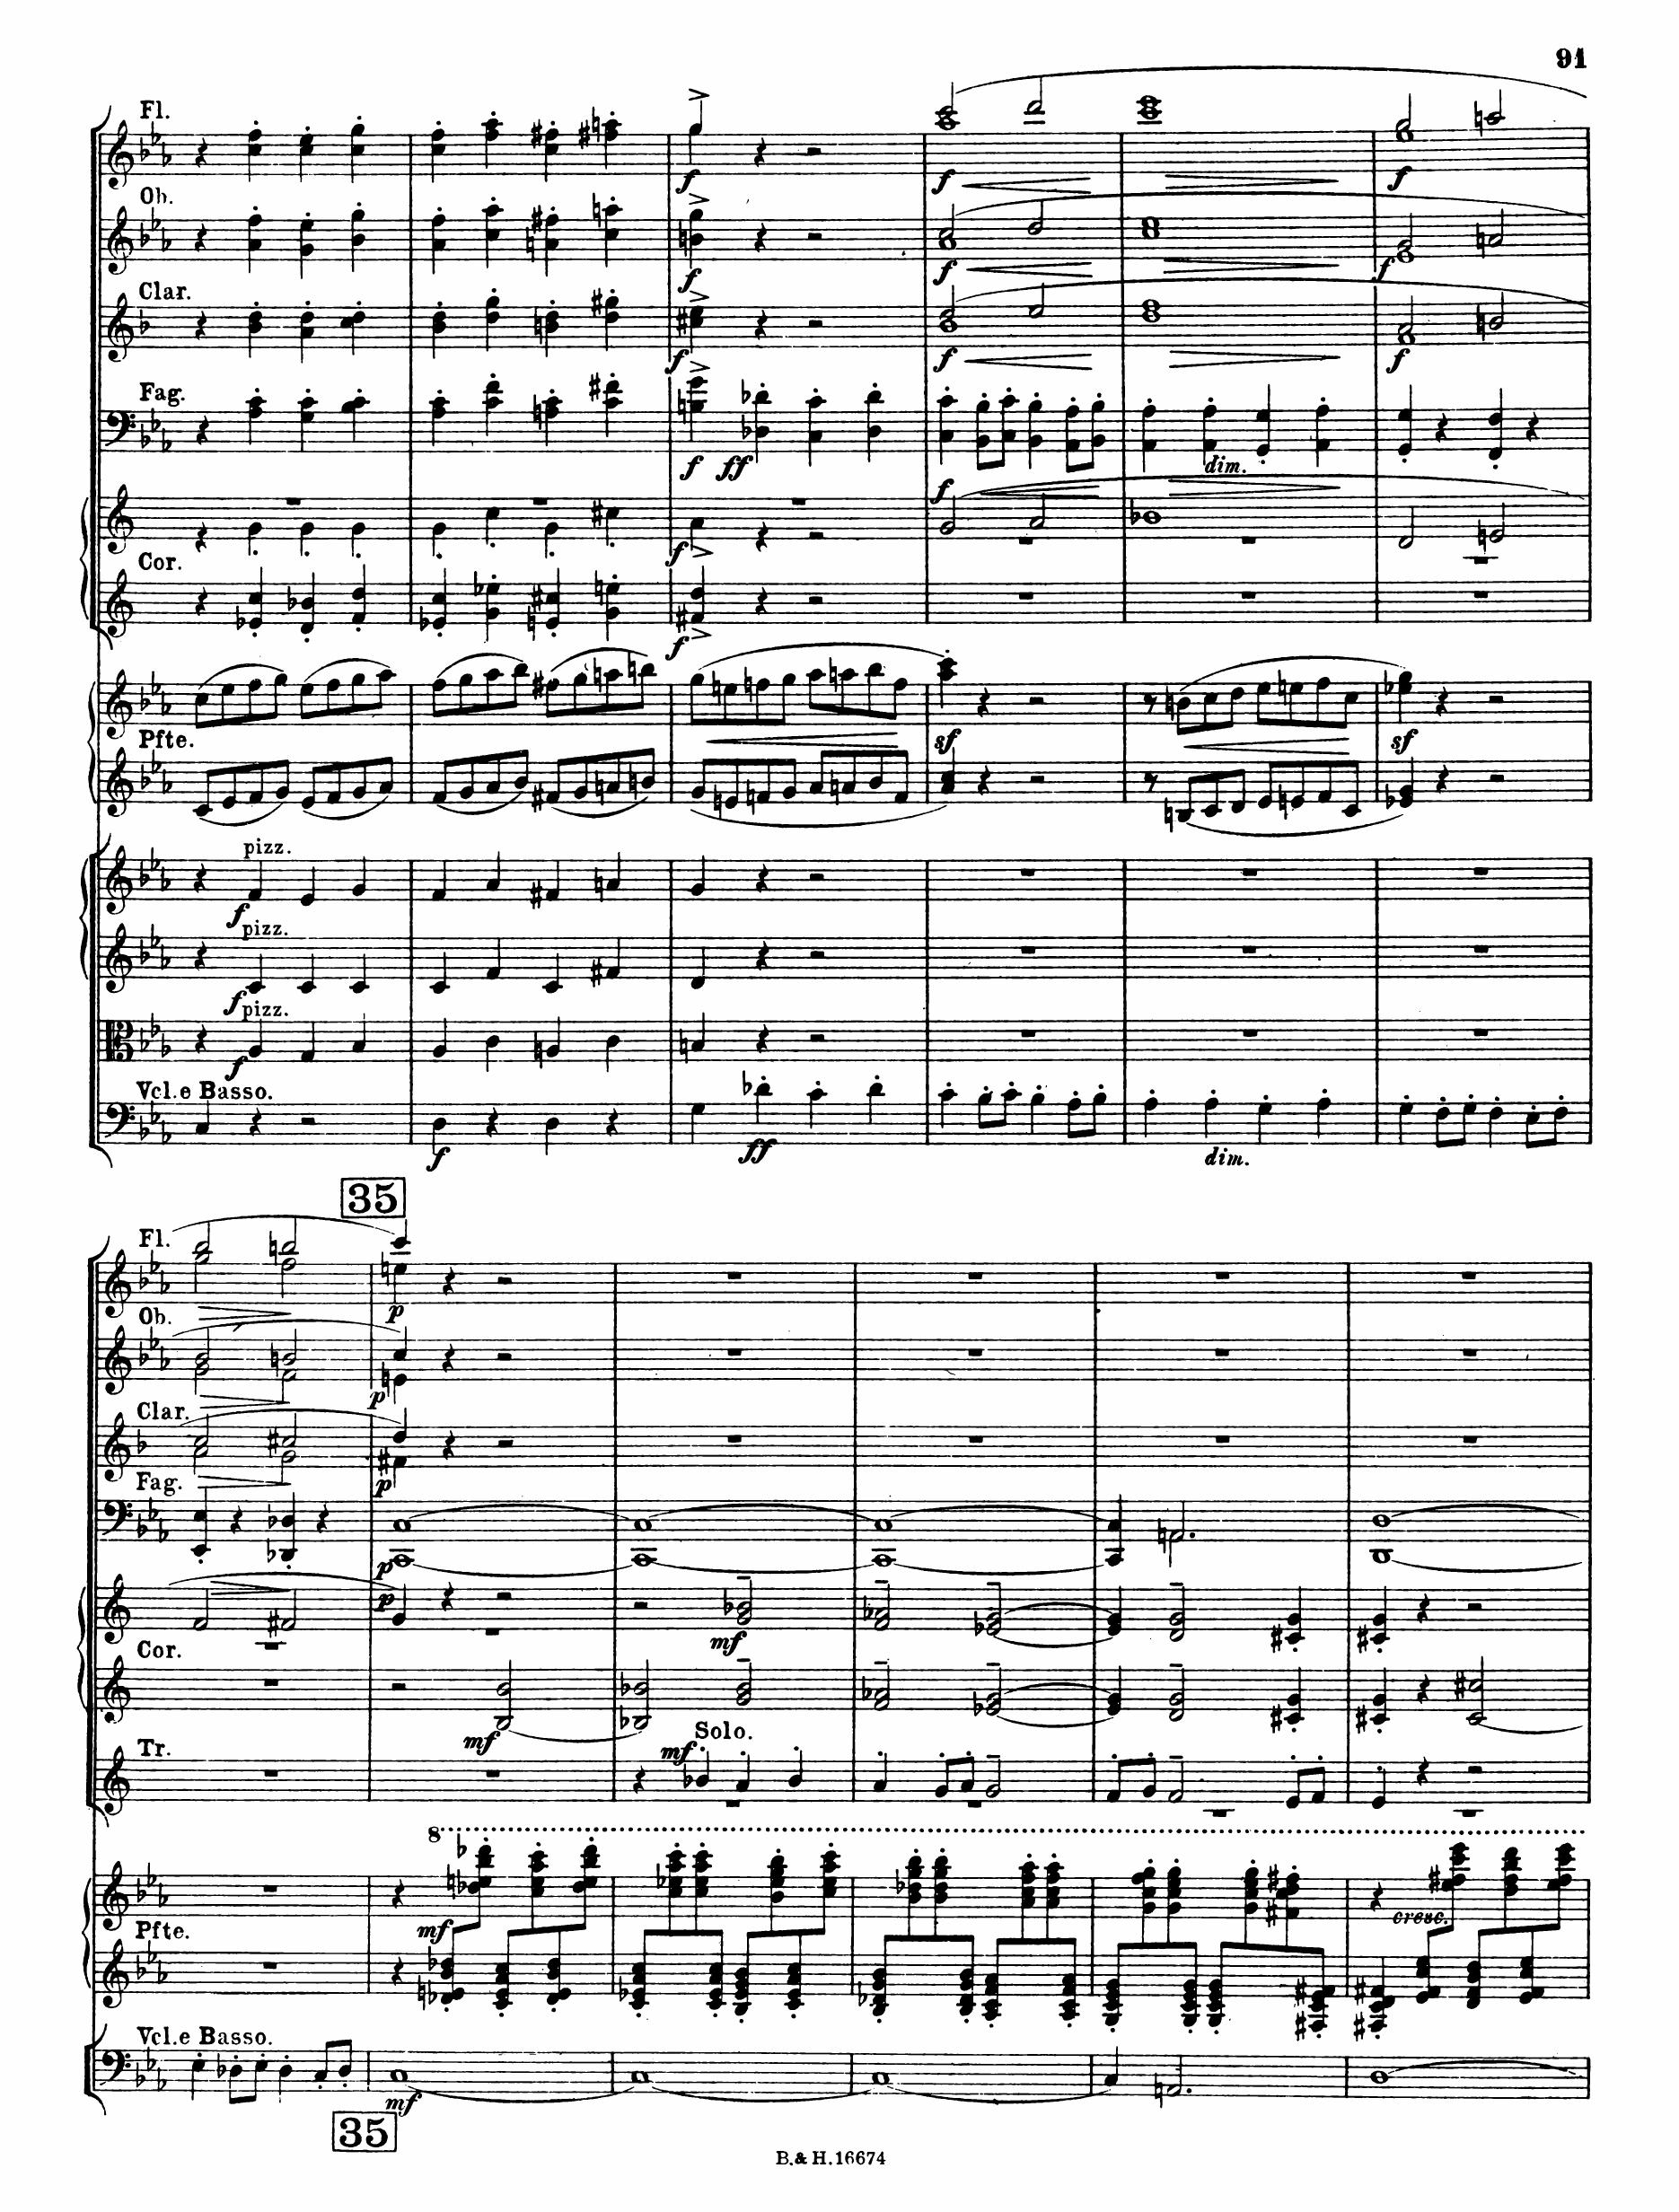 91
Fl.
Ob.
f
f
f
Clar.
f
f
f
Fag.
f
f
f
f ff
dim.
f
Cor.
f
f
Pfte.
sf
sf
pizz.
f
pizz.
f
pizz.
f
Vcl. e Basso.
f
ff
dim.
35
Fl.
p
Ob.
p
Clar.
p
Fag.
p
p
mf
Cor.
mf
Solo.
Tr.
mf
8
mf
cresc.
Pfte.
Vcl. e Basso.
mf
35
B. & H. 16674